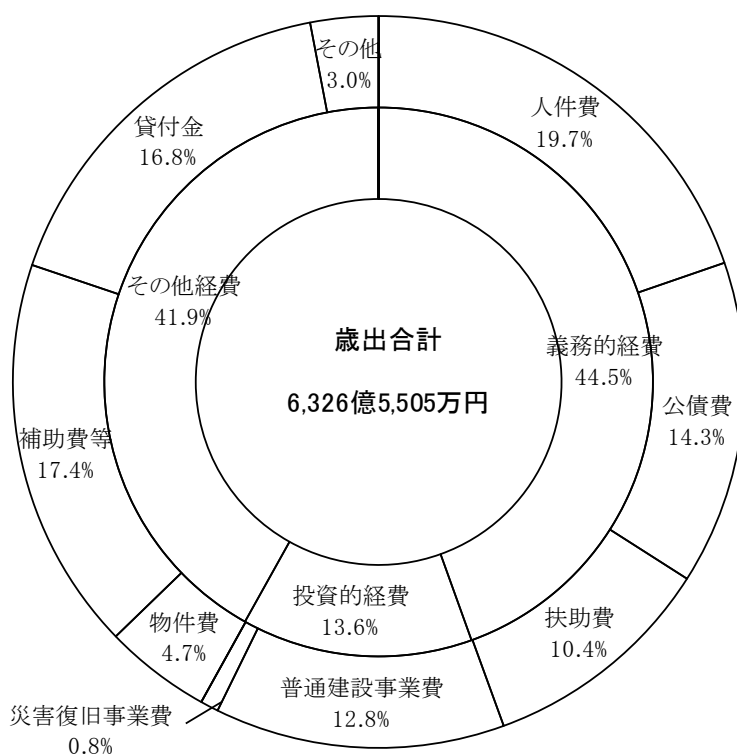 その他
3.0%
人件費
19.7%
貸付金
16.8%
その他経費
41.9%
歳出合計
6,326億5,505万円
義務的経費
44.5%
公債費
14.3%
補助費等
17.4%
投資的経費
13.6%
物件費
4.7%
扶助費
10.4%
普通建設事業費
12.8%
災害復旧事業費
0.8%